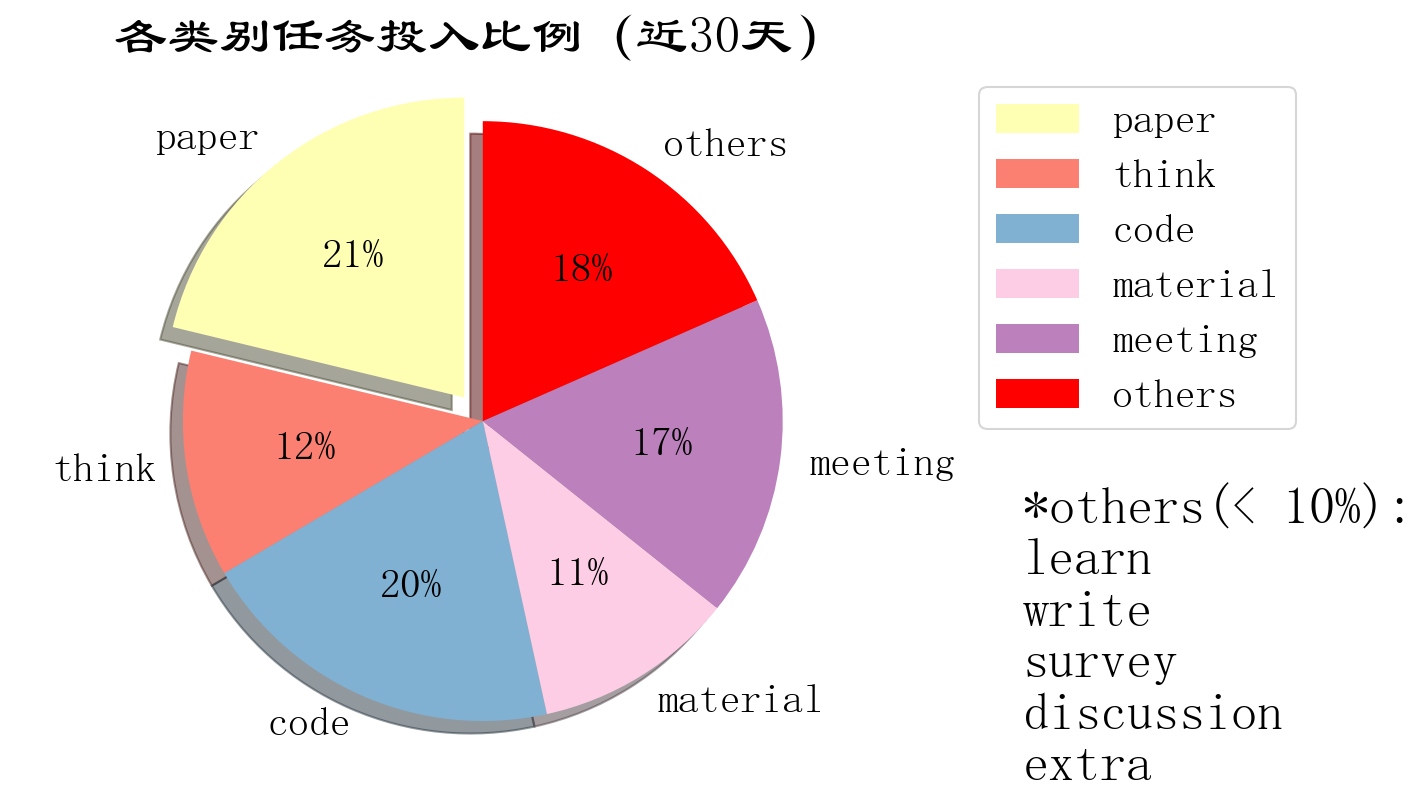 各类别任务投入比例 (近30天)
paper
others
21%
18%
12%
17%
think
meeting
20%
11%
code
material
paper
think
code
material
meeting
others
*others(< 10%):
learn
write
survey
discussion
extra